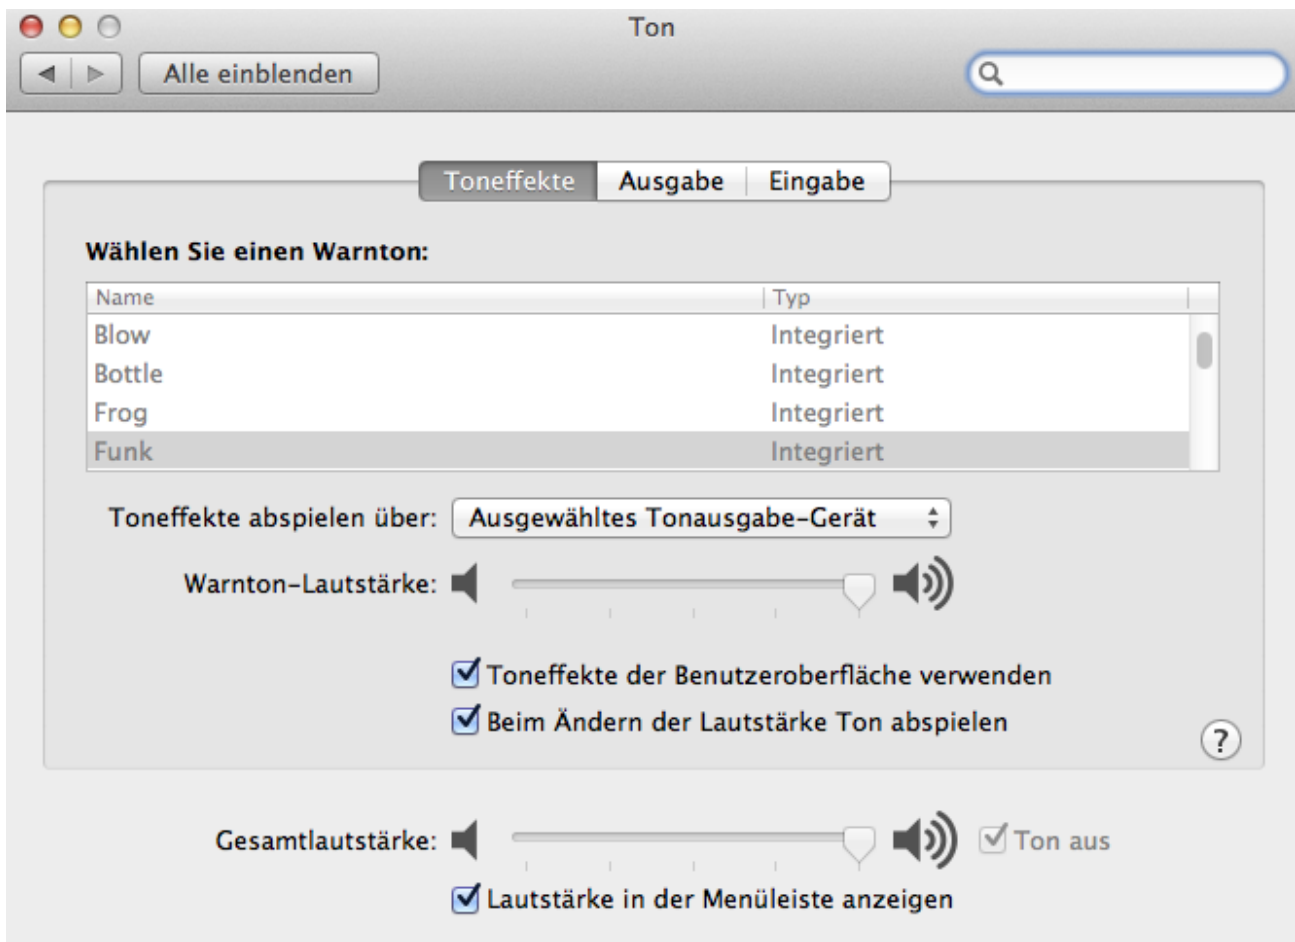 Ton
Alle einblenden
Toneffekte Ausgabe Eingabe
Wählen Sie einen Warnton:
Name Typ
Blow Integriert
Bottle Integriert
Frog Integriert
Funk Integriert
Toneffekte abspielen über: Ausgewähltes Tonausgabe-Gerät
Warnton-Lautstärke:
Toneffekte der Benutzeroberfläche verwenden
Beim Ändern der Lautstärke Ton abspielen
?
Gesamtlautstärke: Ton aus
Lautstärke in der Menüleiste anzeigen